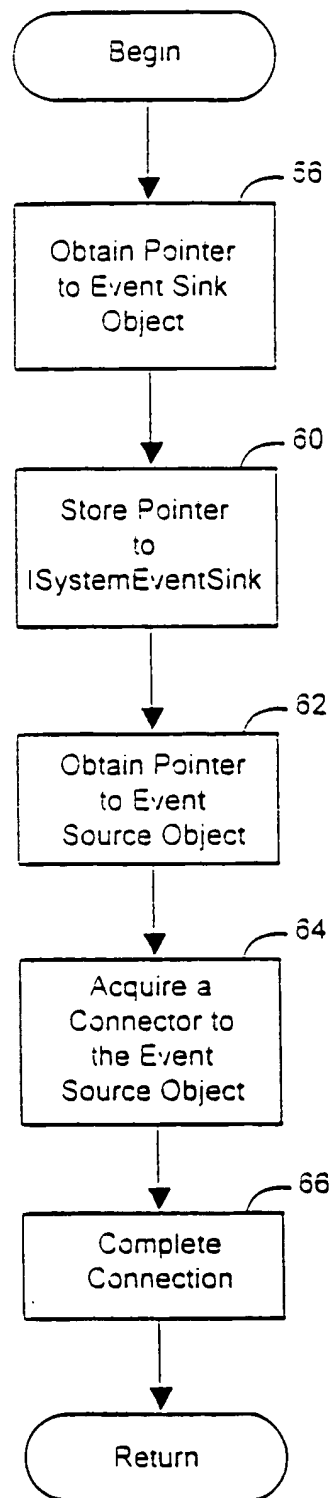 Begin
Obtain Pointer
to Event Sink
Object
60
Store Pointer
to
ISystemEventSink
62
Obtain Pointer
to Event
Source Object
64
Acquire a
Connector to
the Event
Source Object
66
Complete
Connection
Return